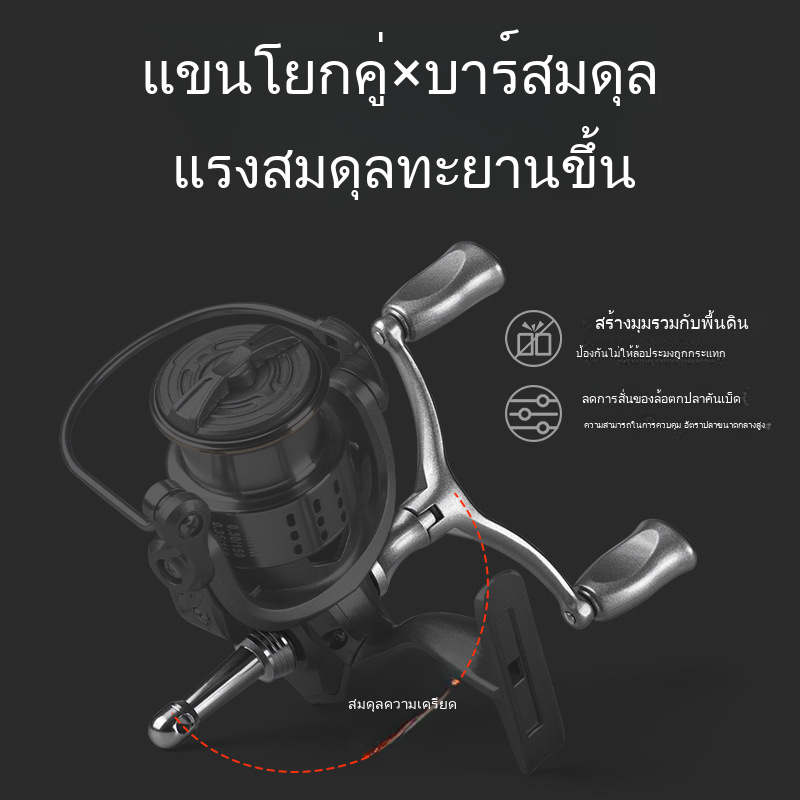 แขนโยกคู่×บาร์สมดุล
แรงสมดุลทะยานขึ้น
สร้างมุมรวมกับพื้นดิน
ป้องกันไม่ให้ล้อประมงถูกกระแทก
ลดการสั่นของล้อตกปลาคันเบ็ด
ความสามารถในการควบคุม อัตราปลาขนาดกลางสูง
สมดุลความเครียด